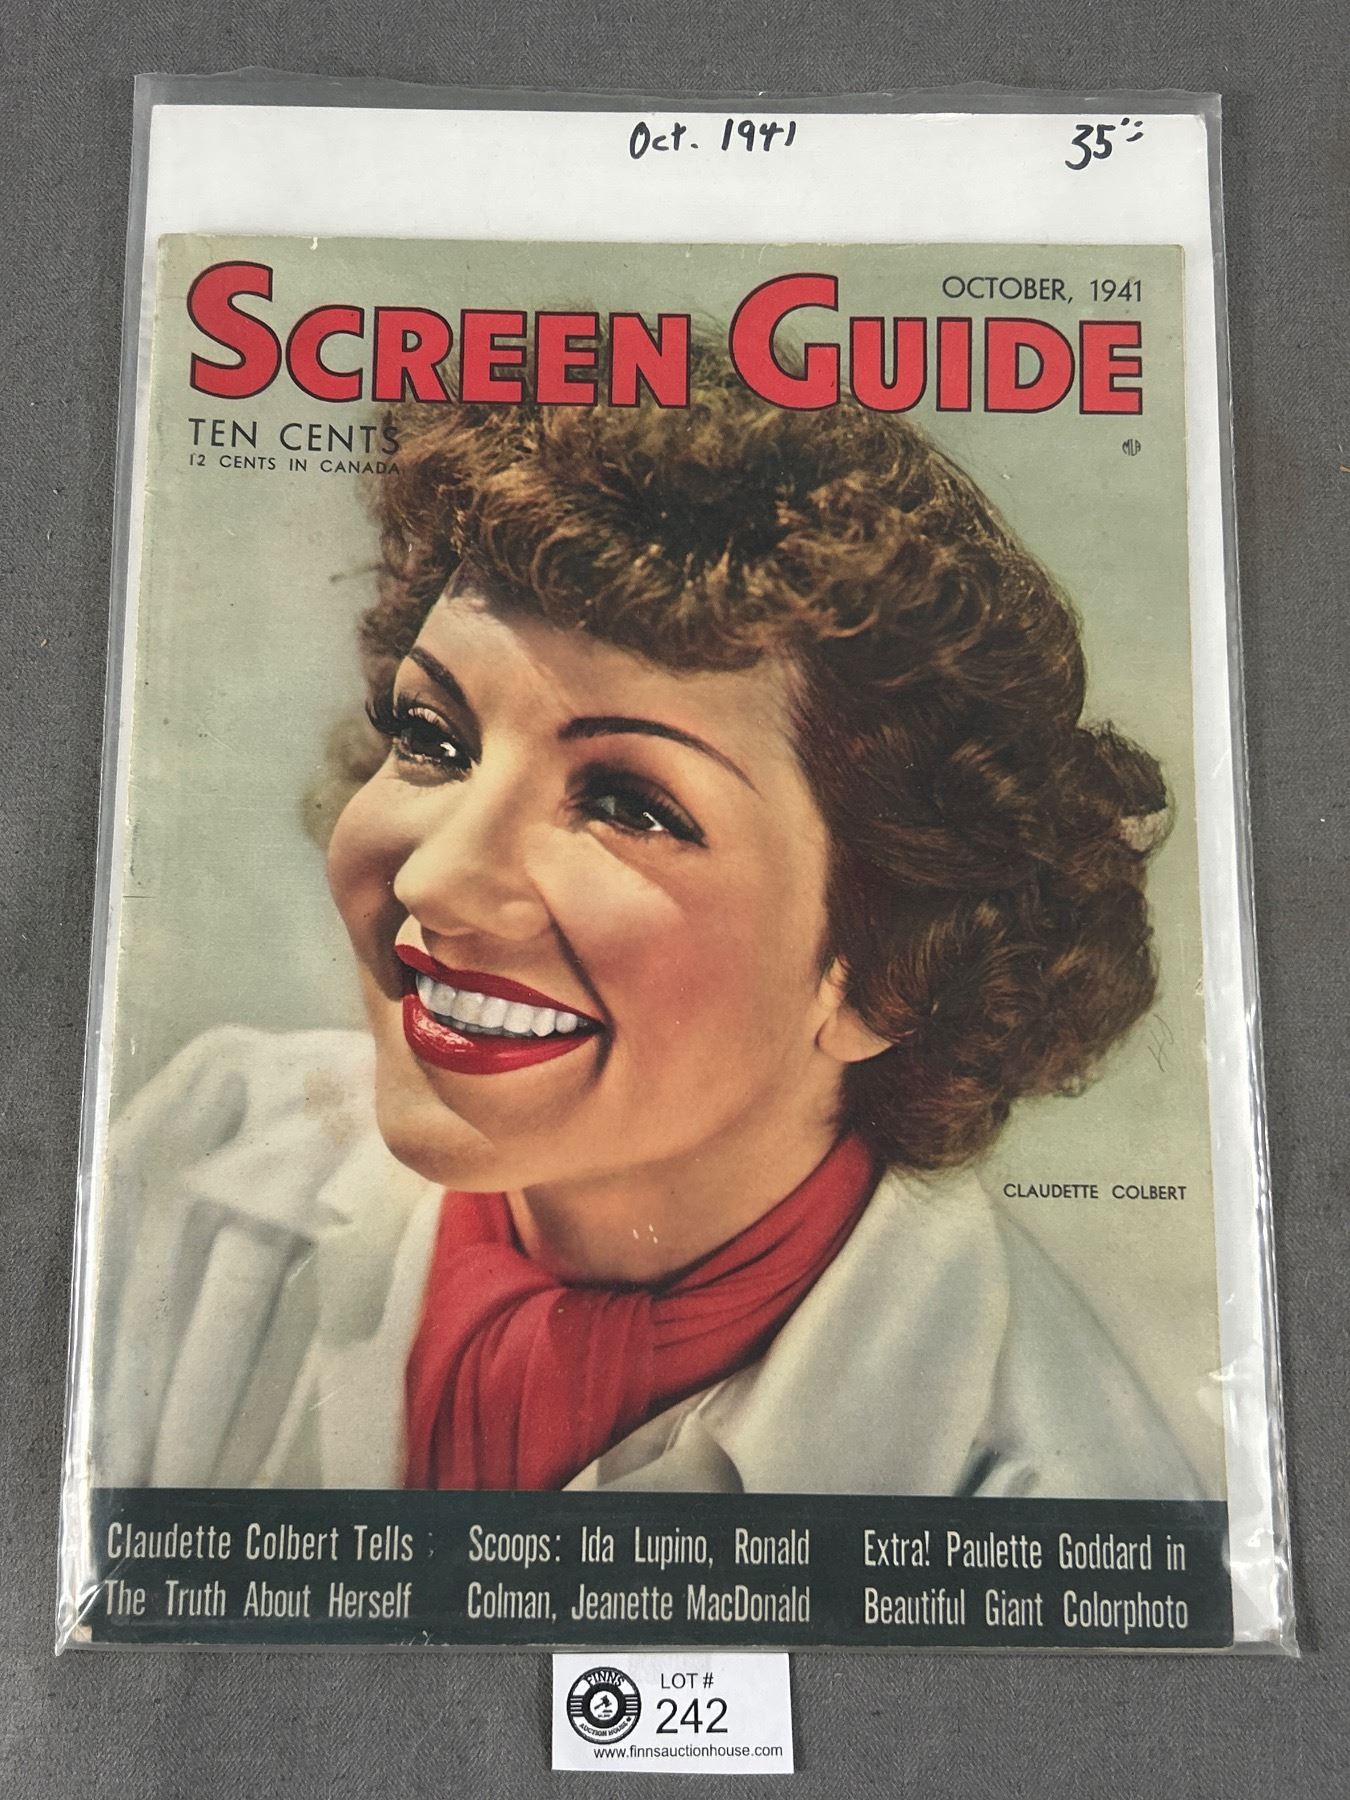 Oct. 1941
35
OCTOBER, 1941
SCREEN GUIDE
TEN CENTS
12 CENTS IN CANADA
MLA
CLAUDETTE COLBERT
Claudette Colbert Tells
The Truth About Herself
Scoops: Ida Lupino, Ronald
Colman, Jeanette MacDonald
Extra! Paulette Goddard in
Beautiful Giant Colorphoto
FINNS
AUCTION HOUSE
LOT #
242
www.finnsauctionhouse.com